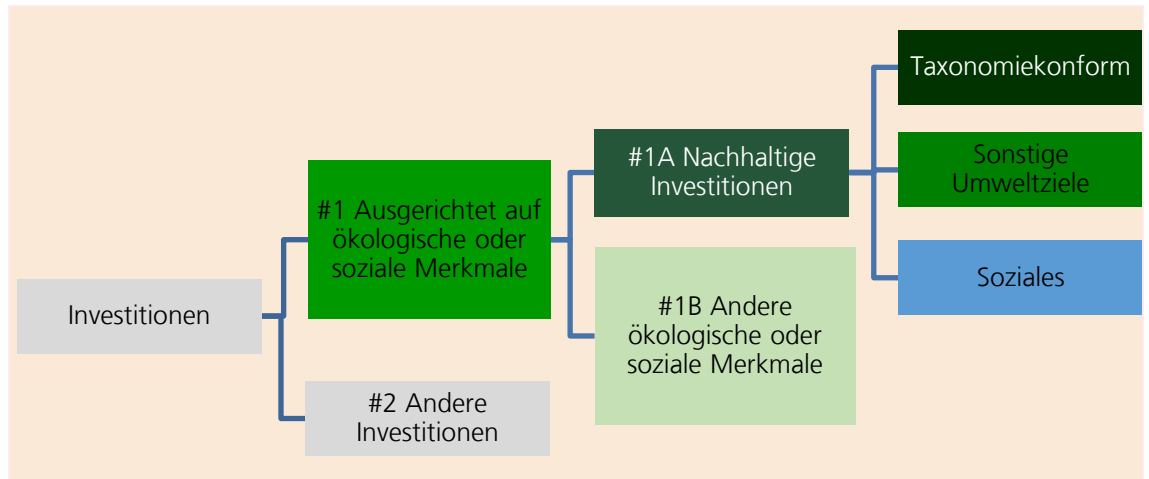 Investitionen
#1 Ausgerichtet auf
ökologische oder
soziale Merkmale
#2 Andere
Investitionen
#1A Nachhaltige
Investitionen
#1B Andere
ökologische oder
soziale Merkmale
Taxonomiekonform
Sonstige
Umweltziele
Soziales